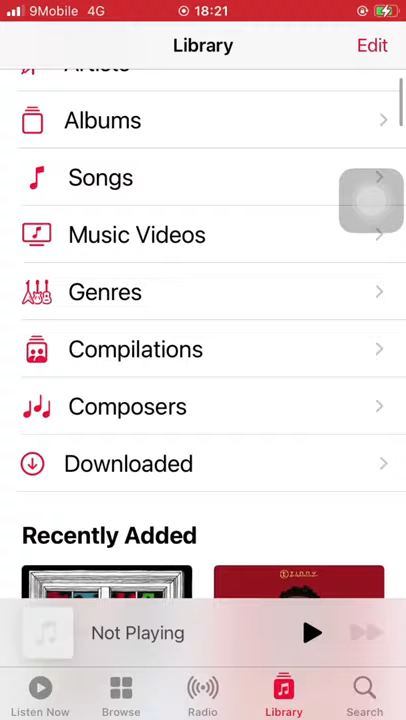 9Mobile 4G 18:21
Library Edit
Artists
Albums
Songs
Music Videos
Genres
Compilations
Composers
Downloaded
Recently Added
Not Playing
Listen Now Browse Radio Library Search